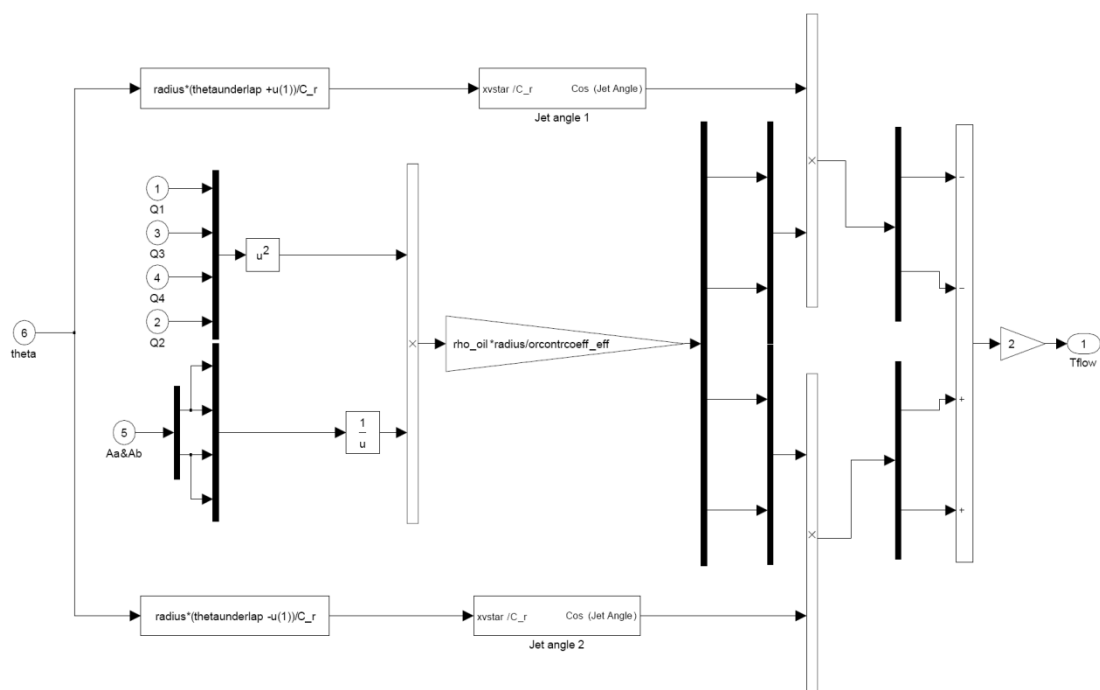 radius*(thetaunderlap +u(1))/C_r
xvstar /C_r Cos (Jet Angle)
Jet angle 1
×
−
1
Q1
3
Q3
u²
4
Q4
−
2
Q2
6
theta
×
rho_oil *radius/orcontrcoeff_eff
2
1
Tflow
+
5
Aa&Ab
1
u
+
×
radius*(thetaunderlap -u(1))/C_r
xvstar /C_r Cos (Jet Angle)
Jet angle 2